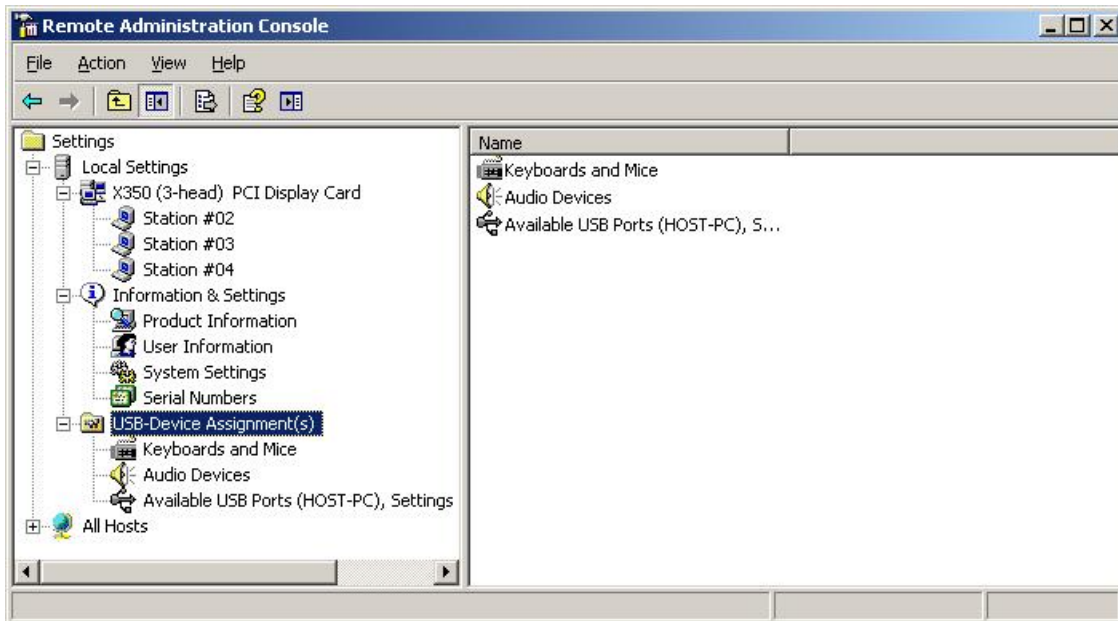 Remote Administration Console
File Action View Help
Settings
Local Settings
X350 (3-head) PCI Display Card
Station #02
Station #03
Station #04
Information & Settings
Product Information
User Information
System Settings
Serial Numbers
USB-Device Assignment(s)
Keyboards and Mice
Audio Devices
Available USB Ports (HOST-PC), Settings
All Hosts
Name
Keyboards and Mice
Audio Devices
Available USB Ports (HOST-PC), S...